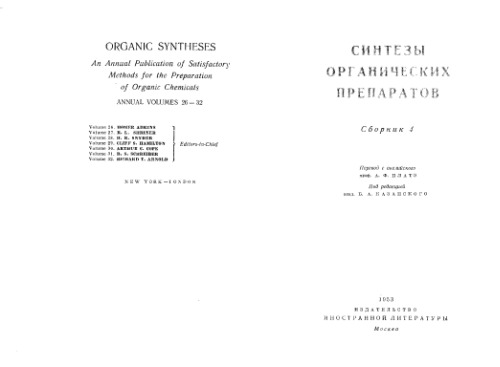 ORGANIC SYNTHESES
An Annual Publication of Satisfactory
Methods for the Preparation
of Organic Chemicals
ANNUAL VOLUMES 26—32
Volume 26. HOMER ADKINS
Volume 27. R. L. SHRINER
Volume 28. H. R. SNYDER
Volume 29. CLIFF S. HAMILTON
Volume 30. ARTHUR C. COPE
Volume 31. R. S. SCHREIBER
Volume 32. RICHARD T. ARNOLD
Editors-in-Chief
NEW YORK—LONDON
СИНТЕЗЫ
ОРГАНИЧЕСКИХ
ПРЕПАРАТОВ
Сборник 4
Перевод с английского
проф. А. Ф. ПЛАТЭ
Под редакцией
акад. Б. А. КАЗАНСКОГО
1953
ИЗДАТЕЛЬСТВО
ИНОСТРАННОЙ ЛИТЕРАТУРЫ
Москва